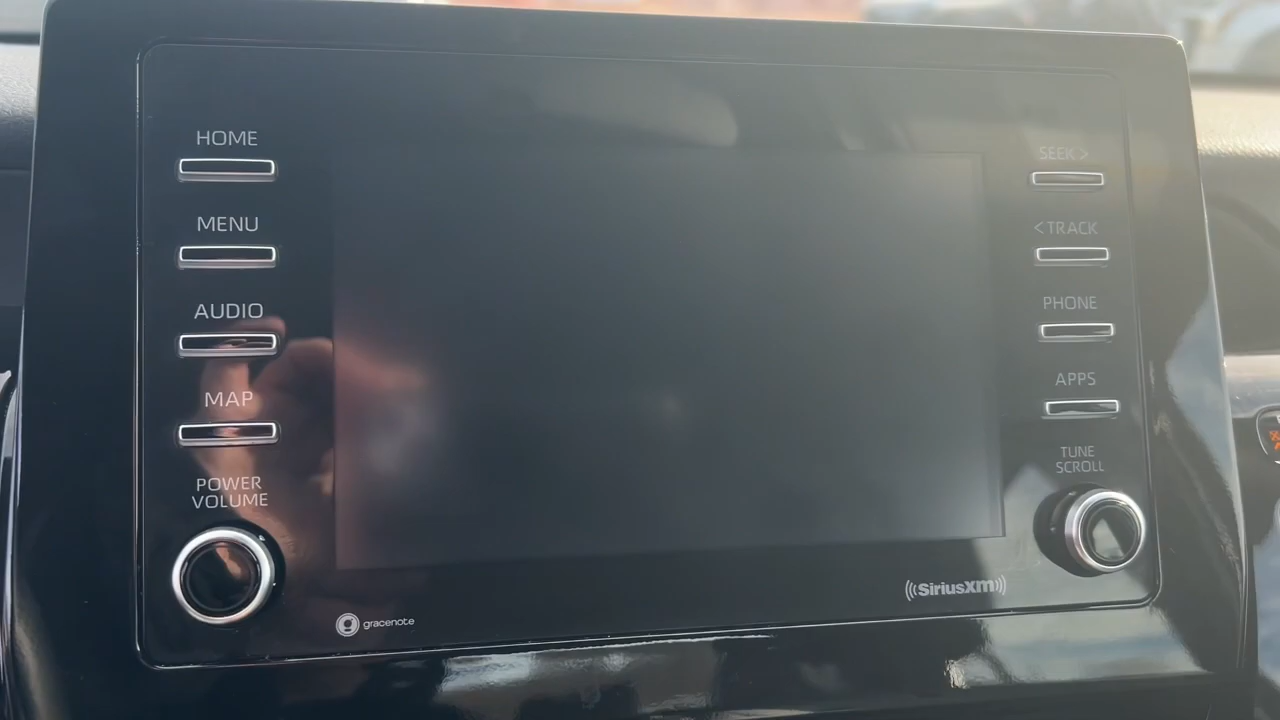 HOME
MENU
AUDIO
MAP
POWER
VOLUME
gracenote
SEEK >
< TRACK
PHONE
APPS
TUNE
SCROLL
((SiriusXM))